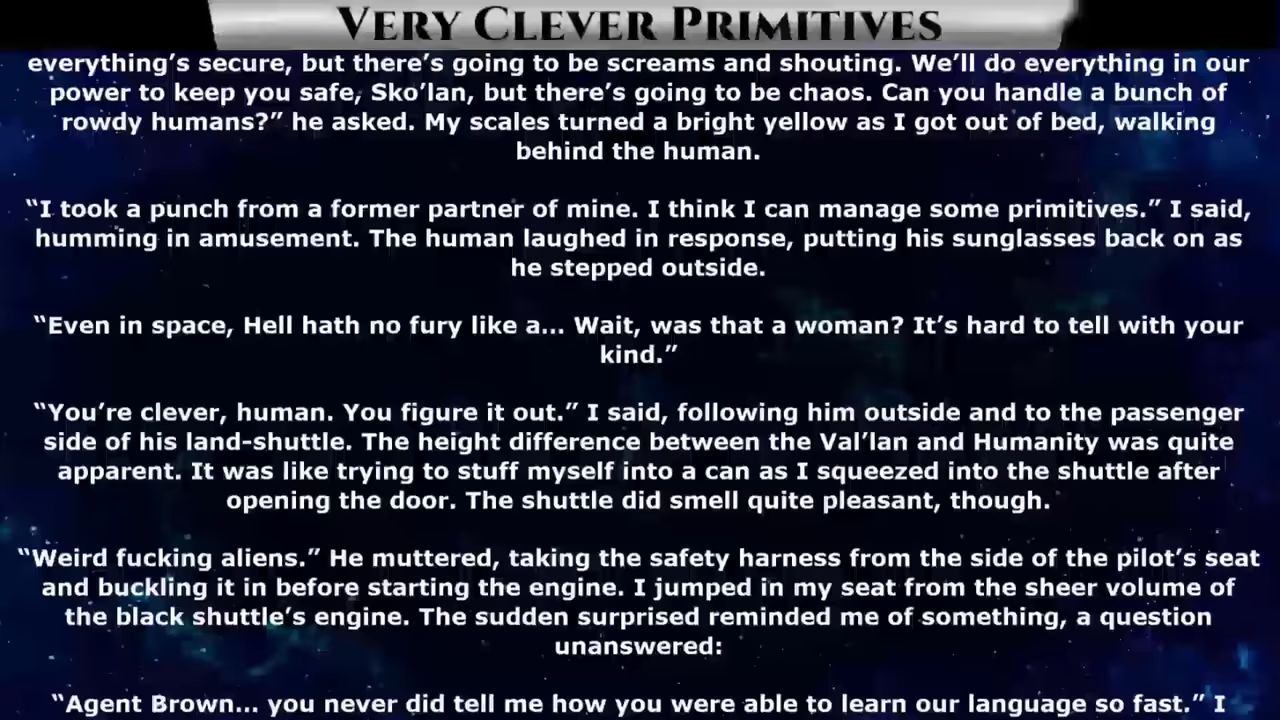 VERY CLEVER PRIMITIVES
everything’s secure, but there’s going to be screams and shouting. We’ll do everything in our
power to keep you safe, Sko’lan, but there’s going to be chaos. Can you handle a bunch of
rowdy humans?” he asked. My scales turned a bright yellow as I got out of bed, walking
behind the human.
“I took a punch from a former partner of mine. I think I can manage some primitives.” I said,
humming in amusement. The human laughed in response, putting his sunglasses back on as
he stepped outside.
“Even in space, Hell hath no fury like a... Wait, was that a woman? It’s hard to tell with your
kind.”
“You’re clever, human. You figure it out.” I said, following him outside and to the passenger
side of his land-shuttle. The height difference between the Val’lan and Humanity was quite
apparent. It was like trying to stuff myself into a can as I squeezed into the shuttle after
opening the door. The shuttle did smell quite pleasant, though.
“Weird fucking aliens.” He muttered, taking the safety harness from the side of the pilot’s seat
and buckling it in before starting the engine. I jumped in my seat from the sheer volume of
the black shuttle’s engine. The sudden surprised reminded me of something, a question
unanswered:
“Agent Brown... you never did tell me how you were able to learn our language so fast.” I